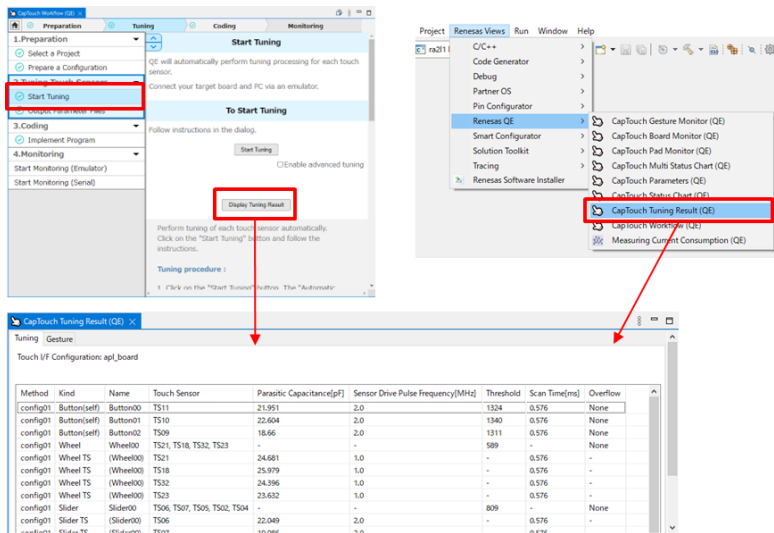 CapTouch Workflow (QE)
Preparation
Tuning
Coding
Monitoring
1.Preparation
Select a Project
Prepare a Configuration
2.Tuning Touch Sensors
Start Tuning
Output Parameter Files
3.Coding
Implement Program
4.Monitoring
Start Monitoring (Emulator)
Start Monitoring (Serial)
Start Tuning
QE will automatically perform tuning processing for each touch
sensor.
Connect your target board and PC via an emulator.
To Start Tuning
Follow instructions in the dialog.
Start Tuning
Enable advanced tuning
Display Tuning Result
Perform tuning of each touch sensor automatically.
Click on the "Start Tuning" button and follow the
instructions.
Tuning procedure :
1. Click on the "Start Tuning" button. The "Automatic
Project Renesas Views Run Window Help
ra2l1
C/C++
Code Generator
Debug
Partner OS
Pin Configurator
Renesas QE
Smart Configurator
Solution Toolkit
Tracing
Renesas Software Installer
CapTouch Gesture Monitor (QE)
CapTouch Board Monitor (QE)
CapTouch Pad Monitor (QE)
CapTouch Multi Status Chart (QE)
CapTouch Parameters (QE)
CapTouch Status Chart (QE)
CapTouch Tuning Result (QE)
CapTouch Workflow (QE)
Measuring Current Consumption (QE)
CapTouch Tuning Result (QE)
Tuning Gesture
Touch I/F Configuration: apl_board
Method Kind Name Touch Sensor Parasitic Capacitance[pF] Sensor Drive Pulse Frequency[MHz] Threshold Scan Time[ms] Overflow
config01 Button(self) Button00 TS11 21.951 2.0 1324 0.576 None
config01 Button(self) Button01 TS10 22.604 2.0 1340 0.576 None
config01 Button(self) Button02 TS09 18.66 2.0 1311 0.576 None
config01 Wheel Wheel00 TS21, TS18, TS32, TS23 - - 589 - None
config01 Wheel TS (Wheel00) TS21 24.681 1.0 - 0.576 -
config01 Wheel TS (Wheel00) TS18 25.979 1.0 - 0.576 -
config01 Wheel TS (Wheel00) TS32 24.396 1.0 - 0.576 -
config01 Wheel TS (Wheel00) TS23 23.632 1.0 - 0.576 -
config01 Slider Slider00 TS06, TS07, TS05, TS02, TS04 - - 809 - None
config01 Slider TS (Slider00) TS06 22.049 2.0 - 0.576 -
config01 Slider TS (Slider00) TS07 2.0 0.576